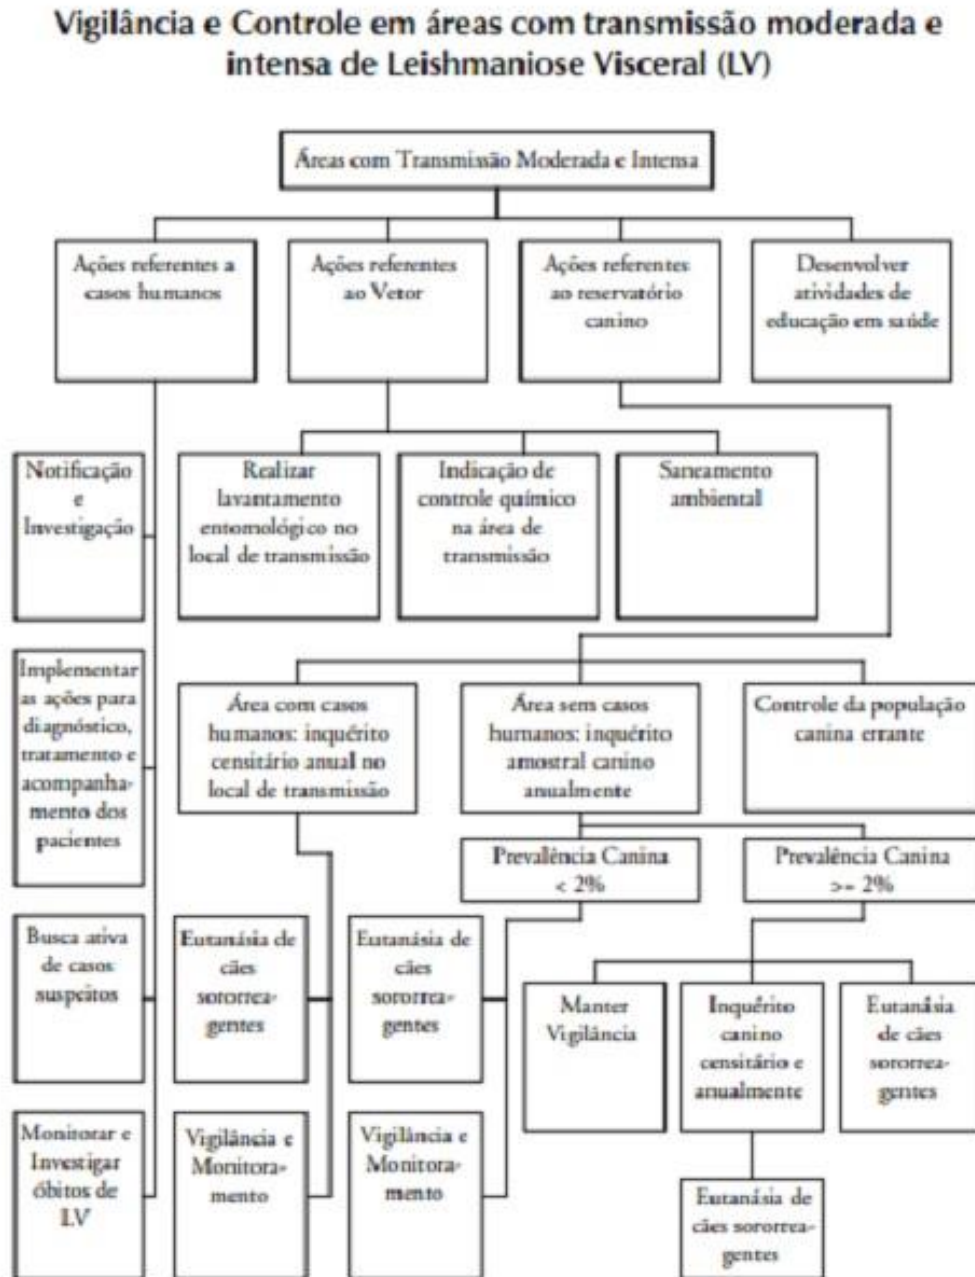 Vigilância e Controle em áreas com transmissão moderada e
intensa de Leishmaniose Visceral (LV)
Áreas com Transmissão Moderada e Intensa
Ações referentes a
casos humanos
Ações referentes
ao Vetor
Ações referentes
ao reservatório
canino
Desenvolver
atividades de
educação em saúde
Notificação
e
Investigação
Realizar
lavantamento
entomológico no
local de transmissão
Indicação de
controle químico
na área de
transmissão
Saneamento
ambiental
Implementar
as ações para
diagnóstico,
tratamento e
acompanha-
mento dos
pacientes
Área com casos
humanos: inquérito
censitário anual no
local de transmissão
Área sem casos
humanos: inquérito
amostral canino
anualmente
Controle da população
canina errante
Prevalência Canina
< 2%
Prevalência Canina
>= 2%
Busca ativa
de casos
suspeitos
Eutanásia de
cães
sororrea-
gentes
Eutanásia de
cães
sororrea-
gentes
Manter
Vigilância
Inquérito
canino
censitário e
anualmente
Eutanásia
de cães
sororrea-
gentes
Monitorar e
Investigar
óbitos de
LV
Vigilância e
Monitora-
mento
Vigilância e
Monitora-
mento
Eutanásia de
cães sororrea-
gentes